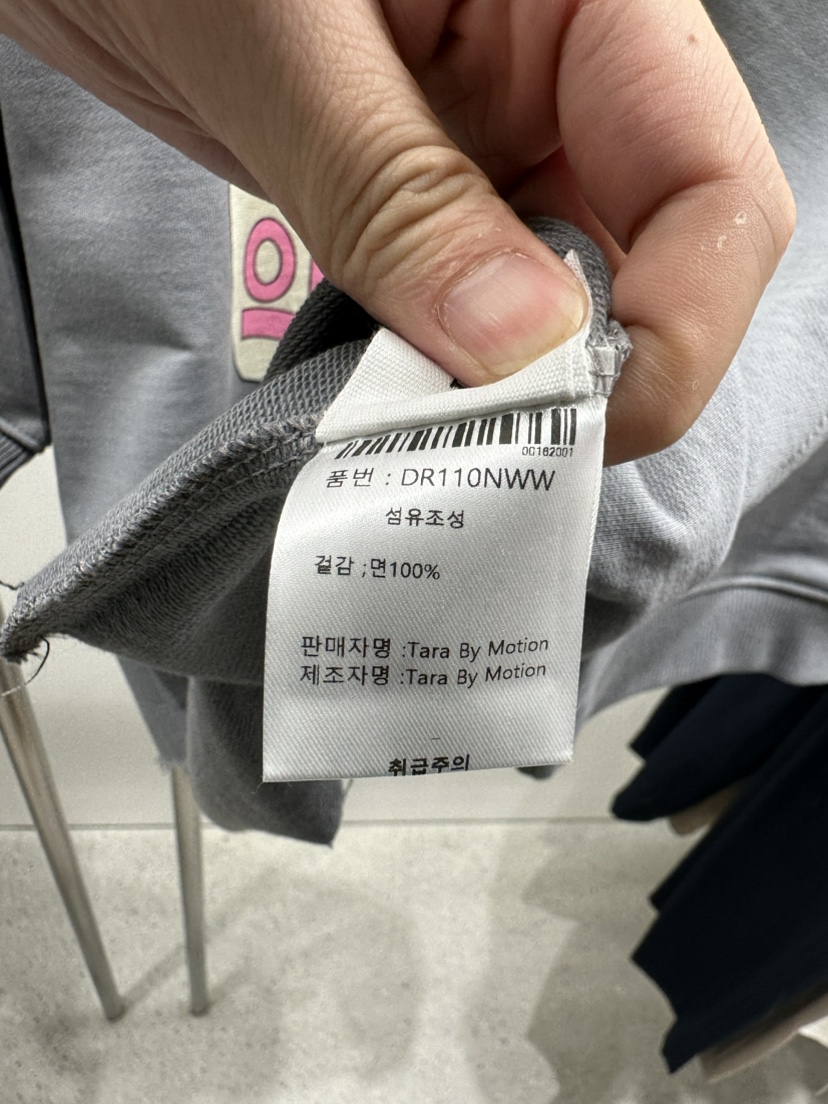 00182001
품번 : DR110NWW
섬유조성
겉감 ;면100%
판매자명 :Tara By Motion
제조자명 :Tara By Motion
취급주의